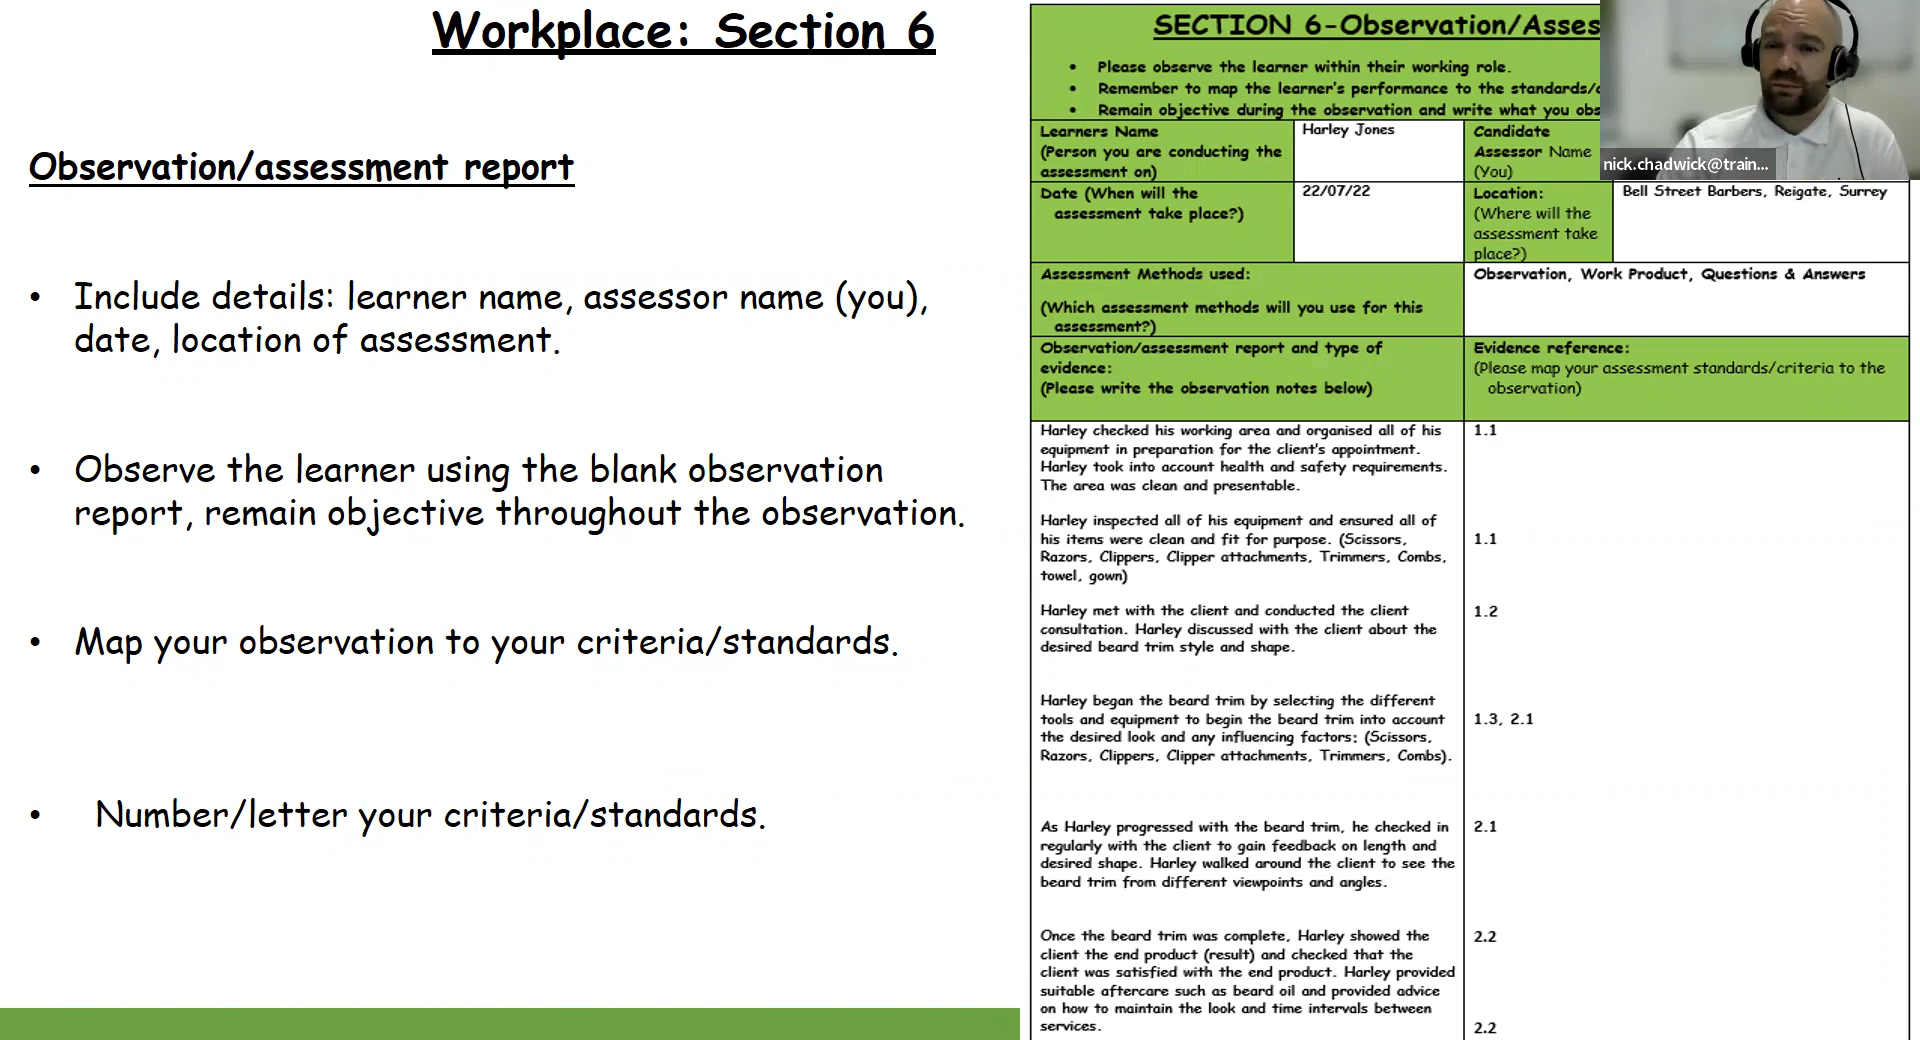 Workplace: Section 6
Observation/assessment report
• Include details: learner name, assessor name (you),
date, location of assessment.
• Observe the learner using the blank observation
report, remain objective throughout the observation.
• Map your observation to your criteria/standards.
• Number/letter your criteria/standards.
SECTION 6-Observation/Asses
• Please observe the learner within their working role.
• Remember to map the learner's performance to the standards/
• Remain objective during the observation and write what you obs
nick.chadwick@train...
Learners Name
(Person you are conducting the
assessment on)
Harley Jones
Candidate
Assessor Name
(You)
Date (When will the
assessment take place?)
22/07/22
Location:
(Where will the
assessment take
place?)
Bell Street Barbers, Reigate, Surrey
Assessment Methods used:
(Which assessment methods will you use for this
assessment?)
Observation, Work Product, Questions & Answers
Observation/assessment report and type of
evidence:
(Please write the observation notes below)
Evidence reference:
(Please map your assessment standards/criteria to the
observation)
Harley checked his working area and organised all of his
equipment in preparation for the client's appointment.
Harley took into account health and safety requirements.
The area was clean and presentable.
1.1
Harley inspected all of his equipment and ensured all of
his items were clean and fit for purpose. (Scissors,
Razors, Clippers, Clipper attachments, Trimmers, Combs,
towel, gown)
1.1
Harley met with the client and conducted the client
consultation. Harley discussed with the client about the
desired beard trim style and shape.
1.2
Harley began the beard trim by selecting the different
tools and equipment to begin the beard trim into account
the desired look and any influencing factors: (Scissors,
Razors, Clippers, Clipper attachments, Trimmers, Combs).
1.3, 2.1
As Harley progressed with the beard trim, he checked in
regularly with the client to gain feedback on length and
desired shape. Harley walked around the client to see the
beard trim from different viewpoints and angles.
2.1
Once the beard trim was complete, Harley showed the
client the end product (result) and checked that the
client was satisfied with the end product. Harley provided
suitable aftercare such as beard oil and provided advice
on how to maintain the look and time intervals between
services.
2.2
2.2